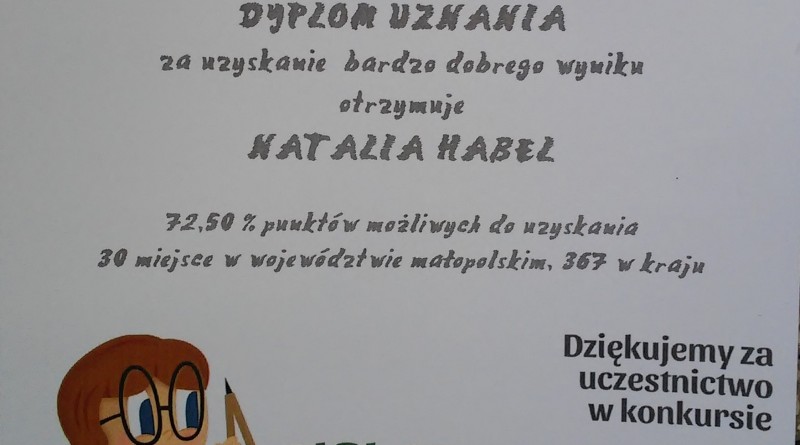 DYPLOM UZNANIA
za uzyskanie bardzo dobrego wyniku
otrzymuje
NATALIA HABEL
72,50 % punktów możliwych do uzyskania
30 miejsce w województwie małopolskim, 367 w kraju
Dziękujemy za
uczestnictwo
w konkursie